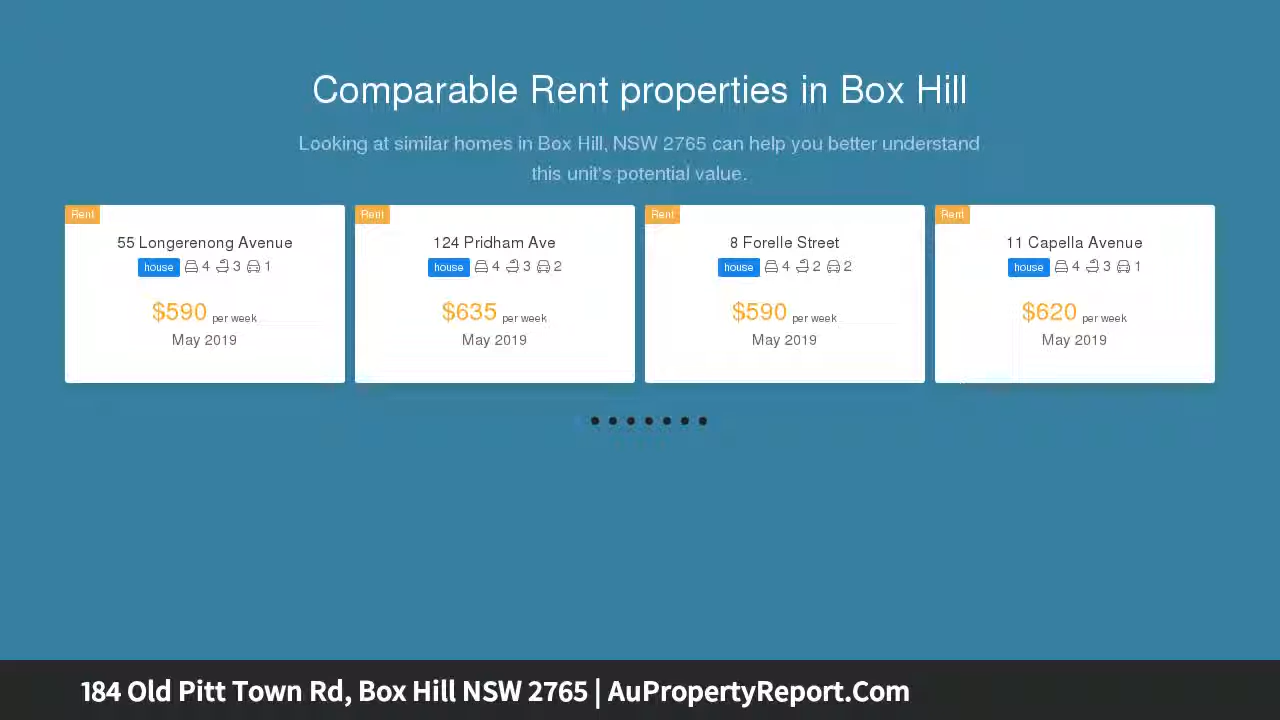 Comparable Rent properties in Box Hill
Looking at similar homes in Box Hill, NSW 2765 can help you better understand
this unit's potential value.
Rent
55 Longerenong Avenue
house 4 3 1
$590 per week
May 2019
Rent
124 Pridham Ave
house 4 3 2
$635 per week
May 2019
Rent
8 Forelle Street
house 4 2 2
$590 per week
May 2019
Rent
11 Capella Avenue
house 4 3 1
$620 per week
May 2019
184 Old Pitt Town Rd, Box Hill NSW 2765 | AuPropertyReport.Com